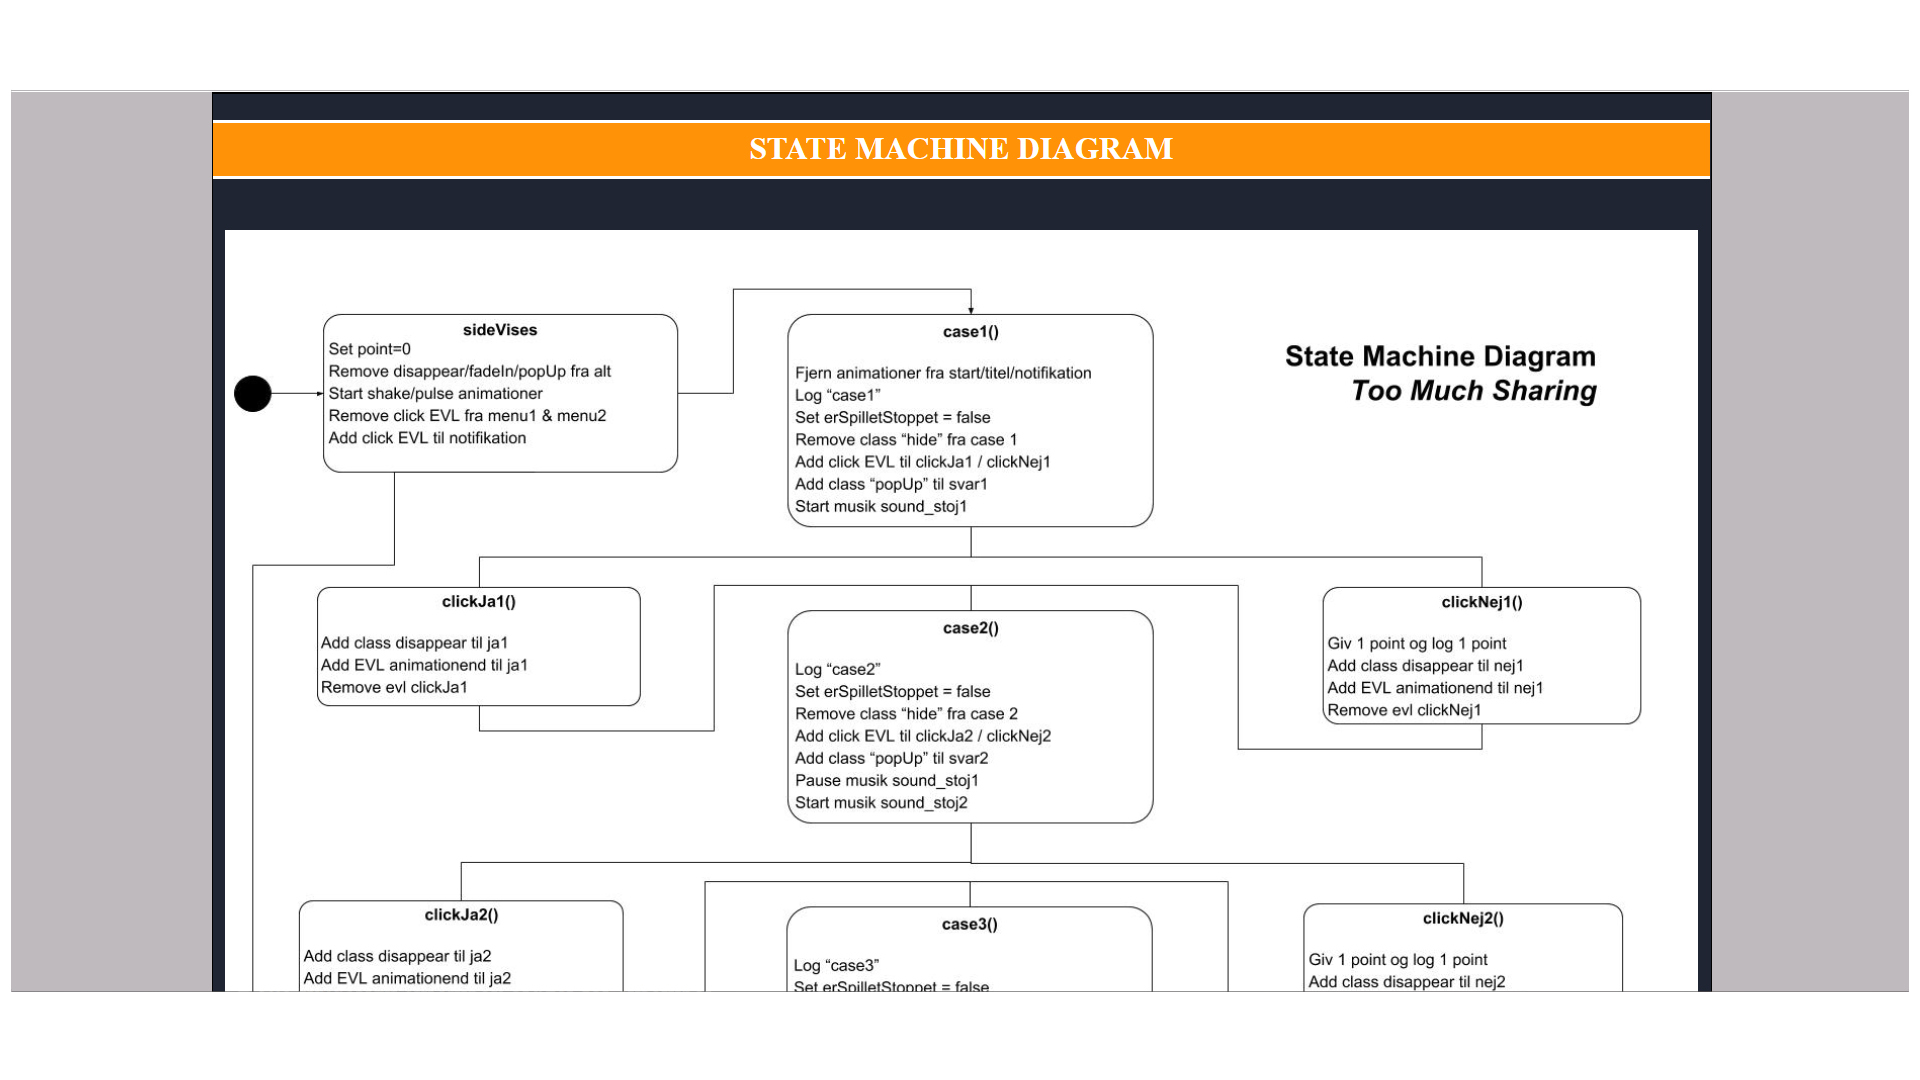 STATE MACHINE DIAGRAM
sideVises
Set point=0
Remove disappear/fadeIn/popUp fra alt
Start shake/pulse animationer
Remove click EVL fra menu1 & menu2
Add click EVL til notifikation
case1()
Fjern animationer fra start/titel/notifikation
Log “case1”
Set erSpilletStoppet = false
Remove class “hide” fra case 1
Add click EVL til clickJa1 / clickNej1
Add class “popUp” til svar1
Start musik sound_stoj1
State Machine Diagram
Too Much Sharing
clickJa1()
Add class disappear til ja1
Add EVL animationend til ja1
Remove evl clickJa1
case2()
Log “case2”
Set erSpilletStoppet = false
Remove class “hide” fra case 2
Add click EVL til clickJa2 / clickNej2
Add class “popUp” til svar2
Pause musik sound_stoj1
Start musik sound_stoj2
clickNej1()
Giv 1 point og log 1 point
Add class disappear til nej1
Add EVL animationend til nej1
Remove evl clickNej1
clickJa2()
Add class disappear til ja2
Add EVL animationend til ja2
case3()
Log “case3”
Set erSpilletStoppet = false
clickNej2()
Giv 1 point og log 1 point
Add class disappear til nej2